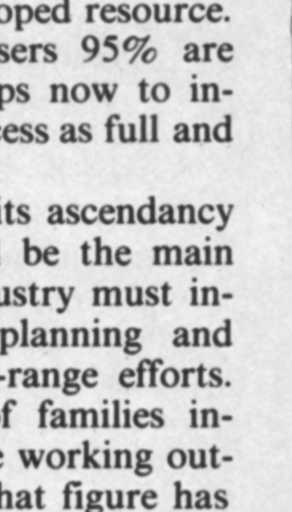 oped resource.
sers 95% are
ps now to in-
cess as full and
its ascendancy
be the main
ustry must in-
planning and
-range efforts.
of families in-
working out-
hat figure has